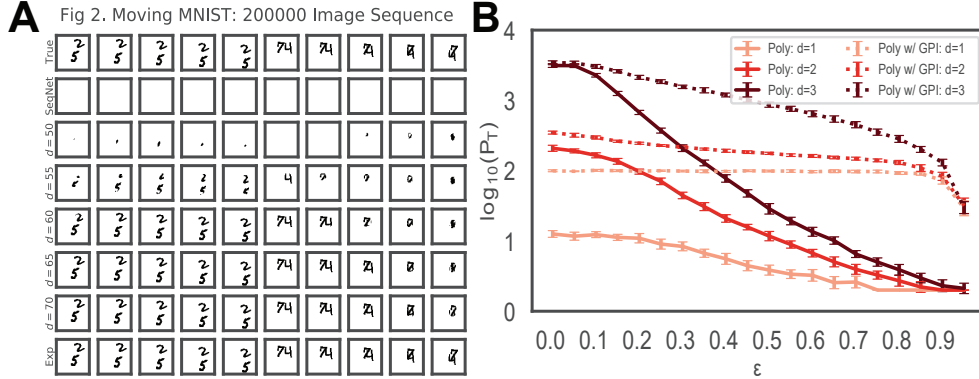 A
Fig 2. Moving MNIST: 200000 Image Sequence
True
SeqNet
d = 50
d = 55
d = 60
d = 65
d = 70
Exp
B
4
3
2
1
0
log10(PT)
Poly: d=1
Poly: d=2
Poly: d=3
Poly w/ GPI: d=1
Poly w/ GPI: d=2
Poly w/ GPI: d=3
0.0 0.1 0.2 0.3 0.4 0.5 0.6 0.7 0.8 0.9
ε